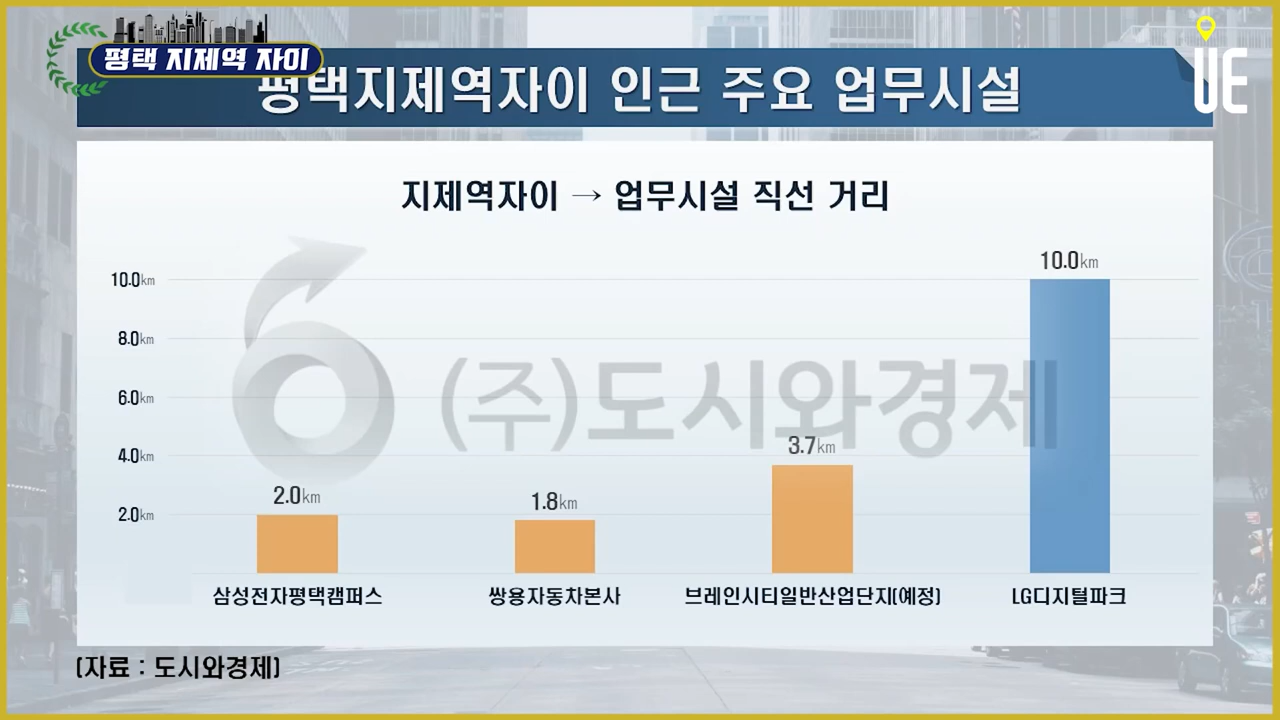 평택 지제역 자이
UE
평택지제역자이 인근 주요 업무시설
지제역자이 → 업무시설 직선 거리
10.0km
8.0km
6.0km
4.0km
2.0km
2.0km
1.8km
3.7km
10.0km
(주)도시와경제
삼성전자평택캠퍼스
쌍용자동차본사
브레인시티일반산업단지(예정)
LG디지털파크
(자료 : 도시와경제)